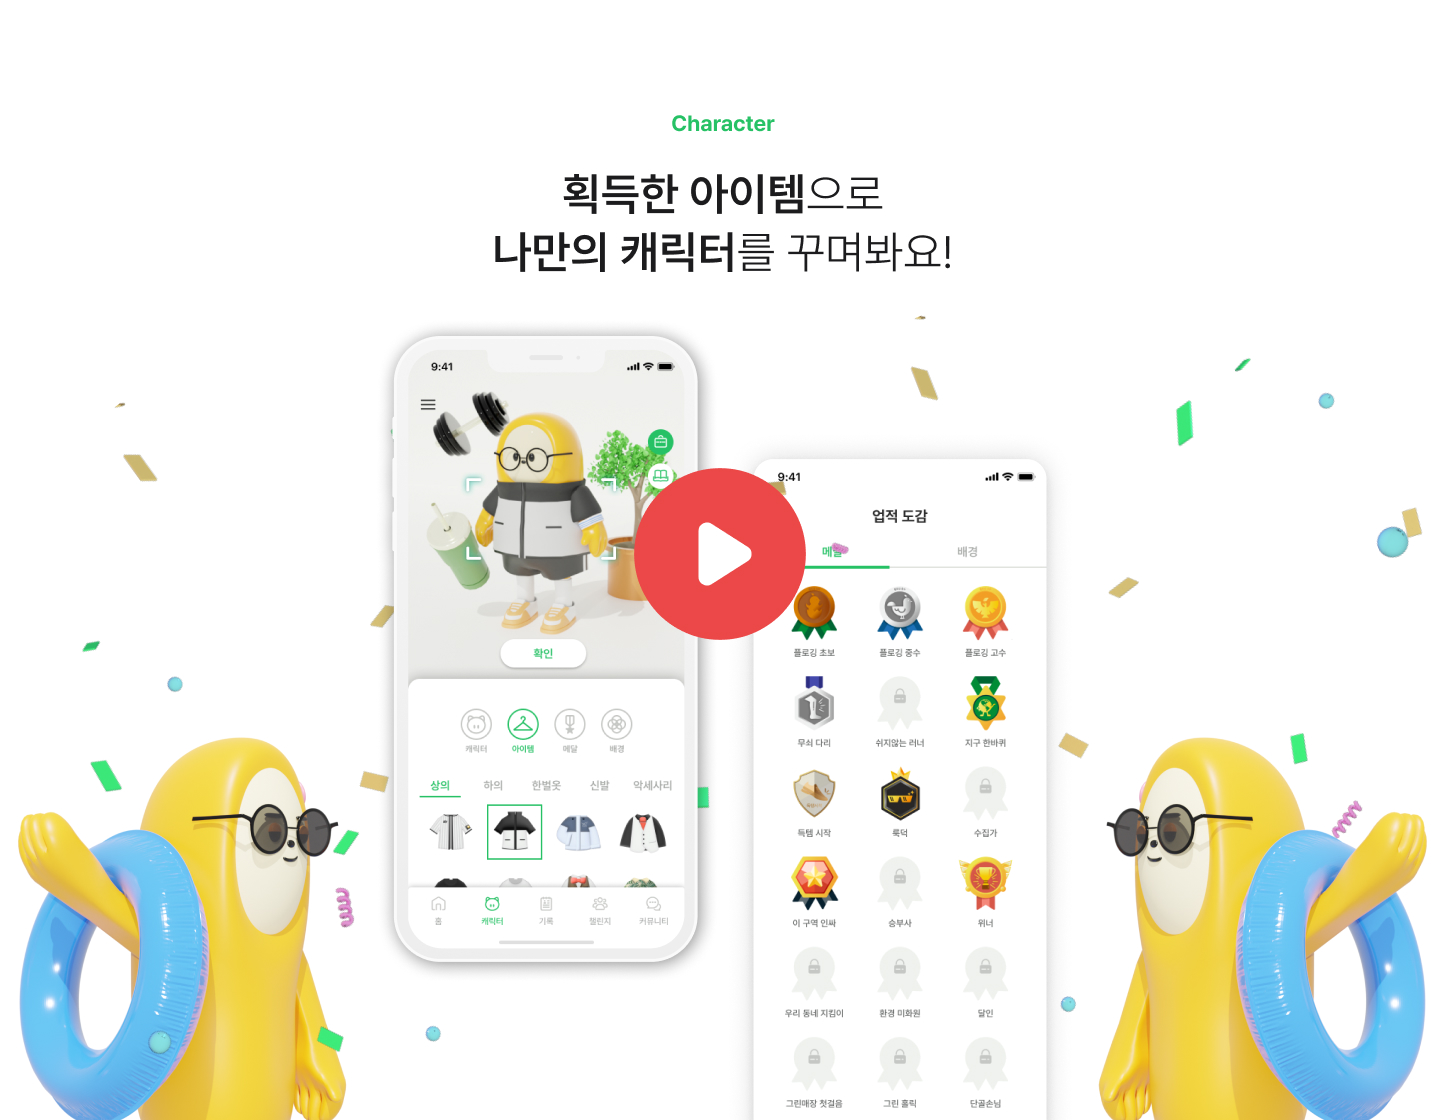 Character
획득한 아이템으로
나만의 캐릭터를 꾸며봐요!
9:41
확인
캐릭터 아이템 메달 배경
상의 하의 한벌옷 신발 악세사리
홈 캐릭터 기록 챌린지 커뮤니티
9:41
업적 도감
메달 배경
플로깅 초보 플로깅 중수 플로깅 고수
무쇠 다리 쉬지않는 러너 지구 한바퀴
득템 시작 룩덕 수집가
이 구역 인싸 승부사 위너
우리 동네 지킴이 환경 미화원 달인
그린매장 첫걸음 그린 홀릭 단골손님